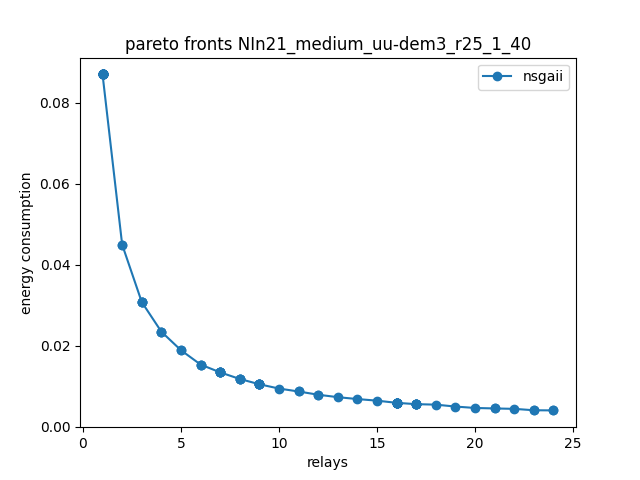 pareto fronts NIn21_medium_uu-dem3_r25_1_40
nsgaii
energy consumption
0.08
0.06
0.04
0.02
0.00
0 5 10 15 20 25
relays